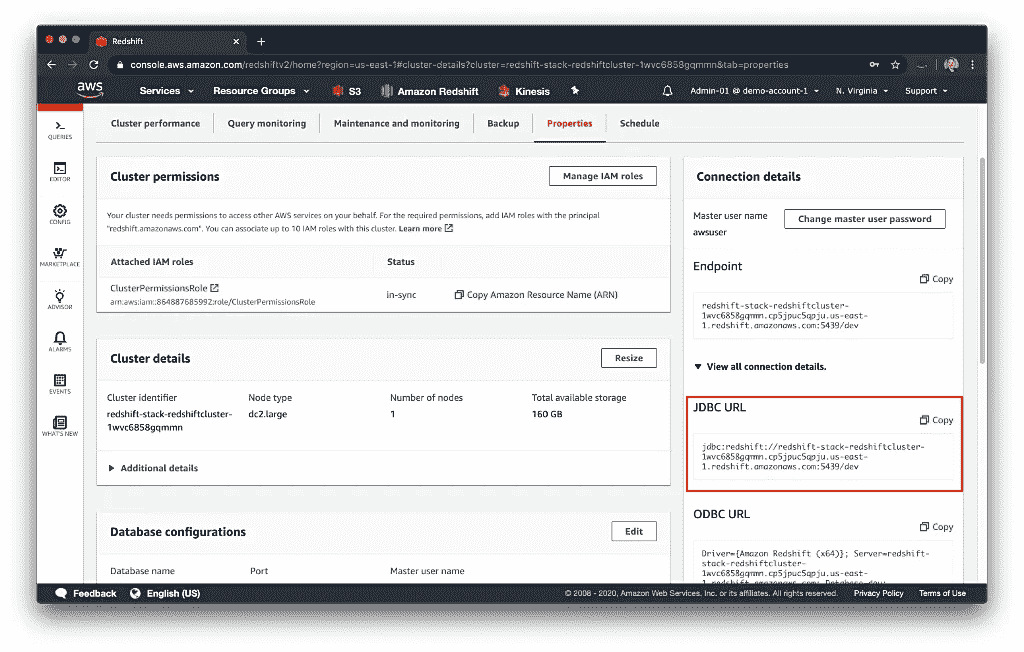 Redshift
console.aws.amazon.com/redshiftv2/home?region=us-east-1#cluster-details?cluster=redshift-stack-redshiftcluster-1wvc6858gqmmn&tab=properties
aws Services Resource Groups S3 Amazon Redshift Kinesis Admin-01 @ demo-account-1 N. Virginia Support
QUERIES
EDITOR
CONFIG
MARKETPLACE
ADVISOR
ALARMS
EVENTS
WHAT'S NEW
Cluster performance Query monitoring Maintenance and monitoring Backup Properties Schedule
Cluster permissions
Manage IAM roles
Your cluster needs permissions to access other AWS services on your behalf. For the required permissions, add IAM roles with the principal
"redshift.amazonaws.com". You can associate up to 10 IAM roles with this cluster. Learn more
Attached IAM roles Status
ClusterPermissionsRole
arn:aws:iam::864887685992:role/ClusterPermissionsRole
in-sync
Copy Amazon Resource Name (ARN)
Cluster details
Resize
Cluster identifier Node type Number of nodes Total available storage
redshift-stack-redshiftcluster- dc2.large 1 160 GB
1wvc6858gqmmn
Additional details
Database configurations
Edit
Database name Port Master user name
Connection details
Master user name
awsuser
Change master user password
Endpoint
Copy
redshift-stack-redshiftcluster-
1wvc6858gqmmn.cp5jpuc5qpju.us-east-
1.redshift.amazonaws.com:5439/dev
View all connection details.
JDBC URL
Copy
jdbc:redshift://redshift-stack-redshiftcluster-
1wvc6858gqmmn.cp5jpuc5qpju.us-east-
1.redshift.amazonaws.com:5439/dev
ODBC URL
Copy
Driver={Amazon Redshift (x64)}; Server=redshift-
stack-redshiftcluster-
1wvc6858gqmmn.cp5jpuc5qpju.us-east-
1.redshift.amazonaws.com; Database=dev;
Feedback English (US)
© 2008 - 2020, Amazon Web Services, Inc. or its affiliates. All rights reserved. Privacy Policy Terms of Use